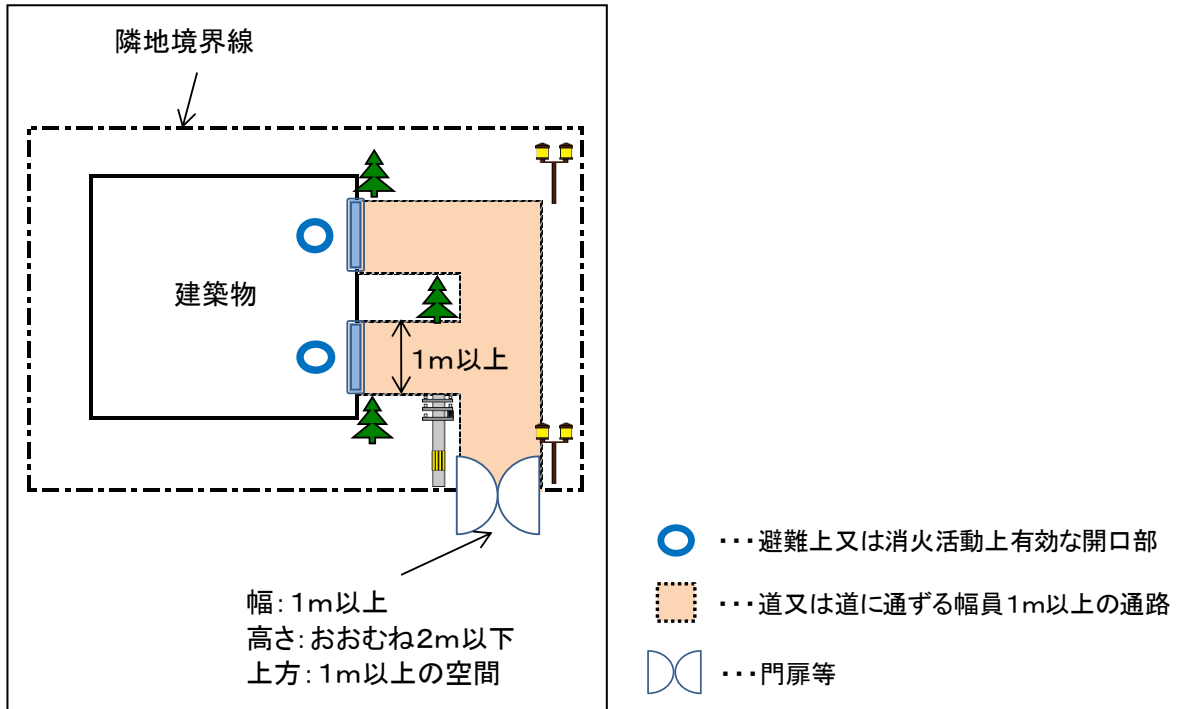 隣地境界線
建築物
1m以上
幅：1m以上
高さ：おおむね2m以下
上方：1m以上の空間
･･･避難上又は消火活動上有効な開口部
･･･道又は道に通ずる幅員1m以上の通路
･･･門扉等